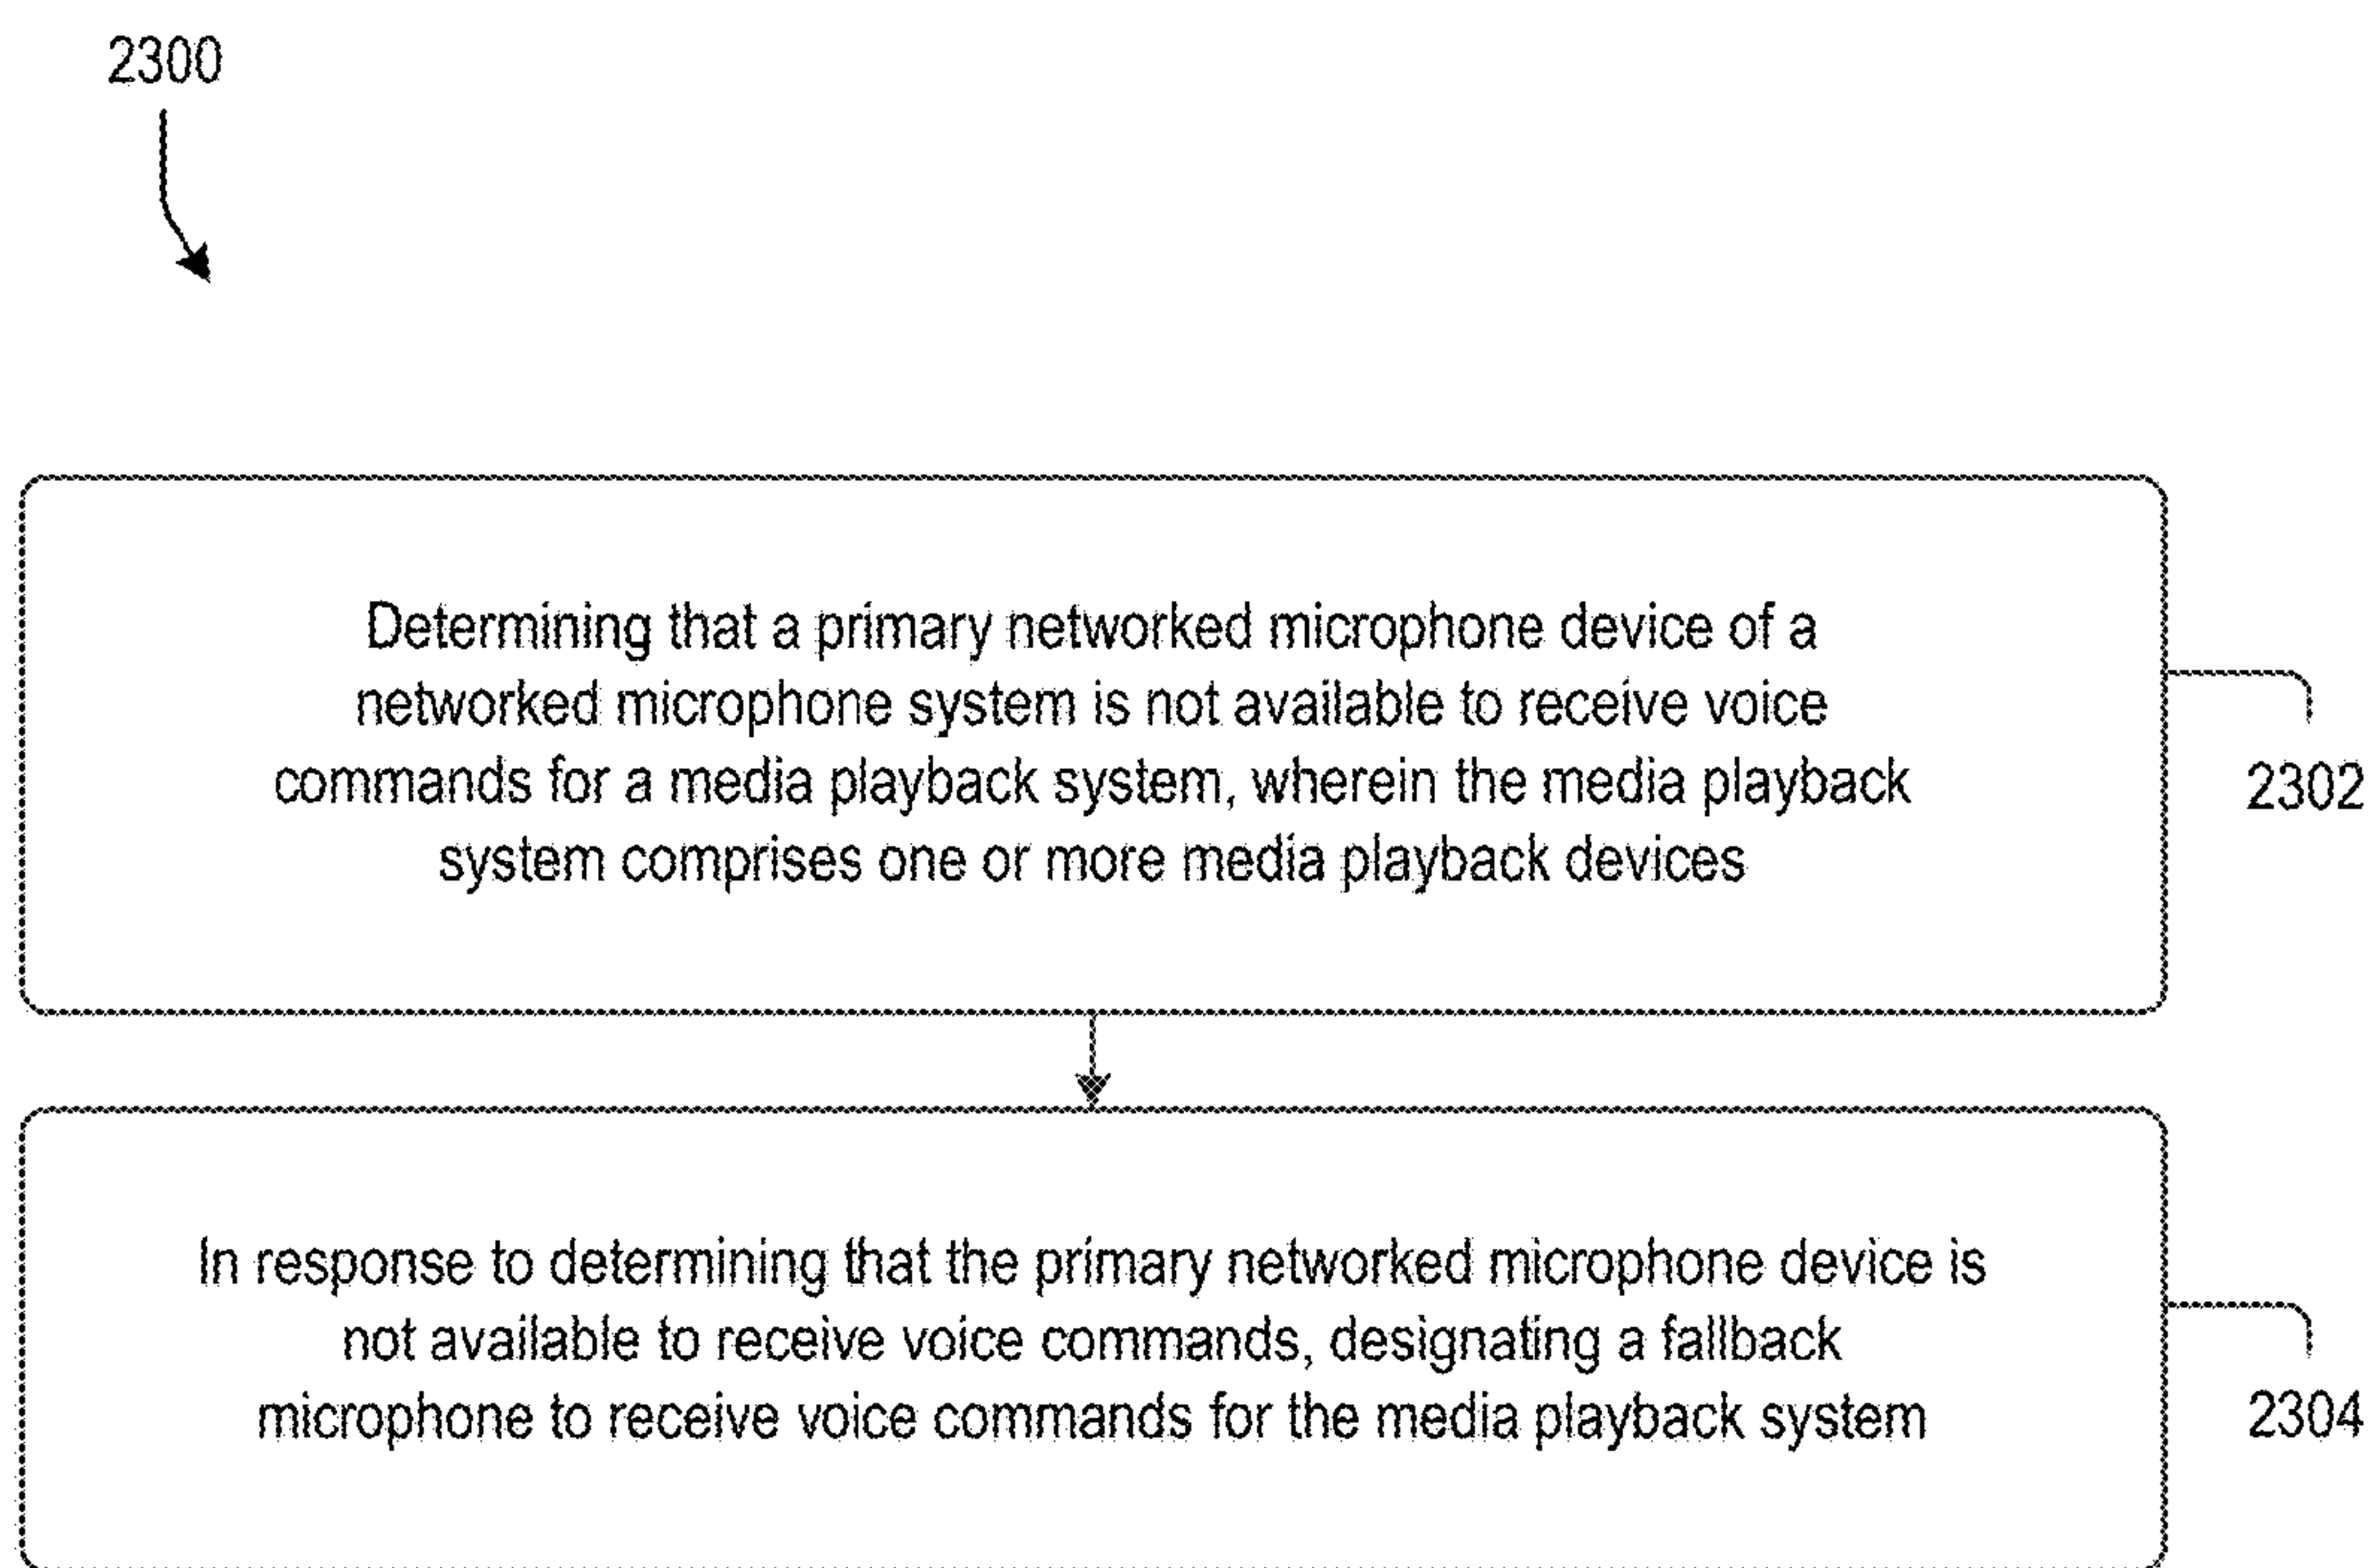 2300
Determining that a primary networked microphone device of a
networked microphone system is not available to receive voice
commands for a media playback system, wherein the media playback
system comprises one or more media playback devices
2302
In response to determining that the primary networked microphone device is
not available to receive voice commands, designating a fallback
microphone to receive voice commands for the media playback system
2304